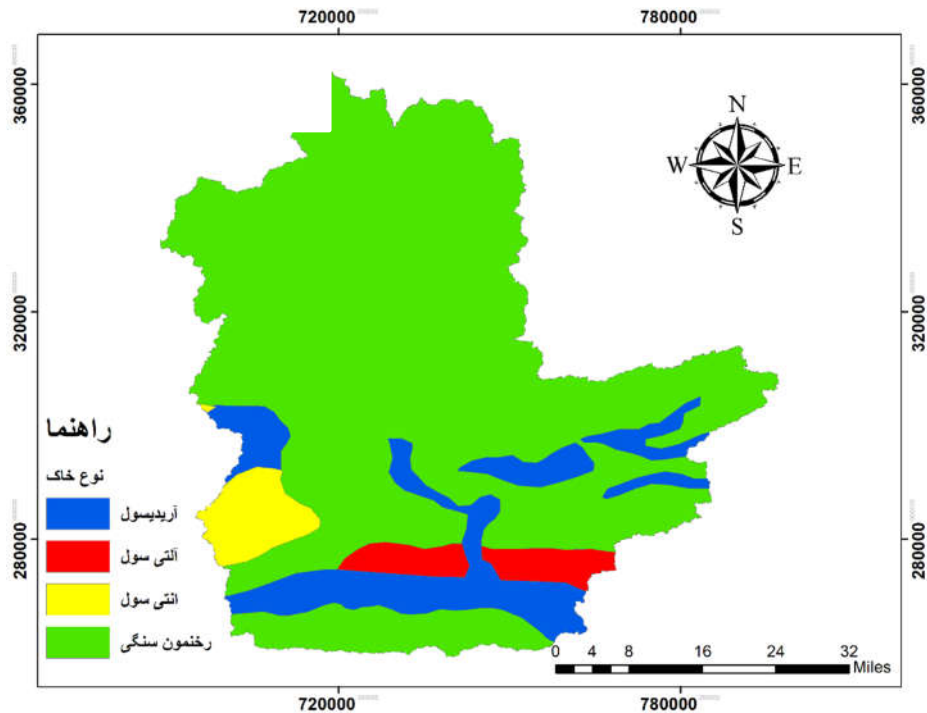 720000
780000
360000
360000
N
W
E
S
320000
320000
راهنما
نوع خاک
آریدیسول
آلتی سول
انتی سول
رخنمون سنگی
280000
280000
0 4 8 16 24 32
Miles
720000
780000